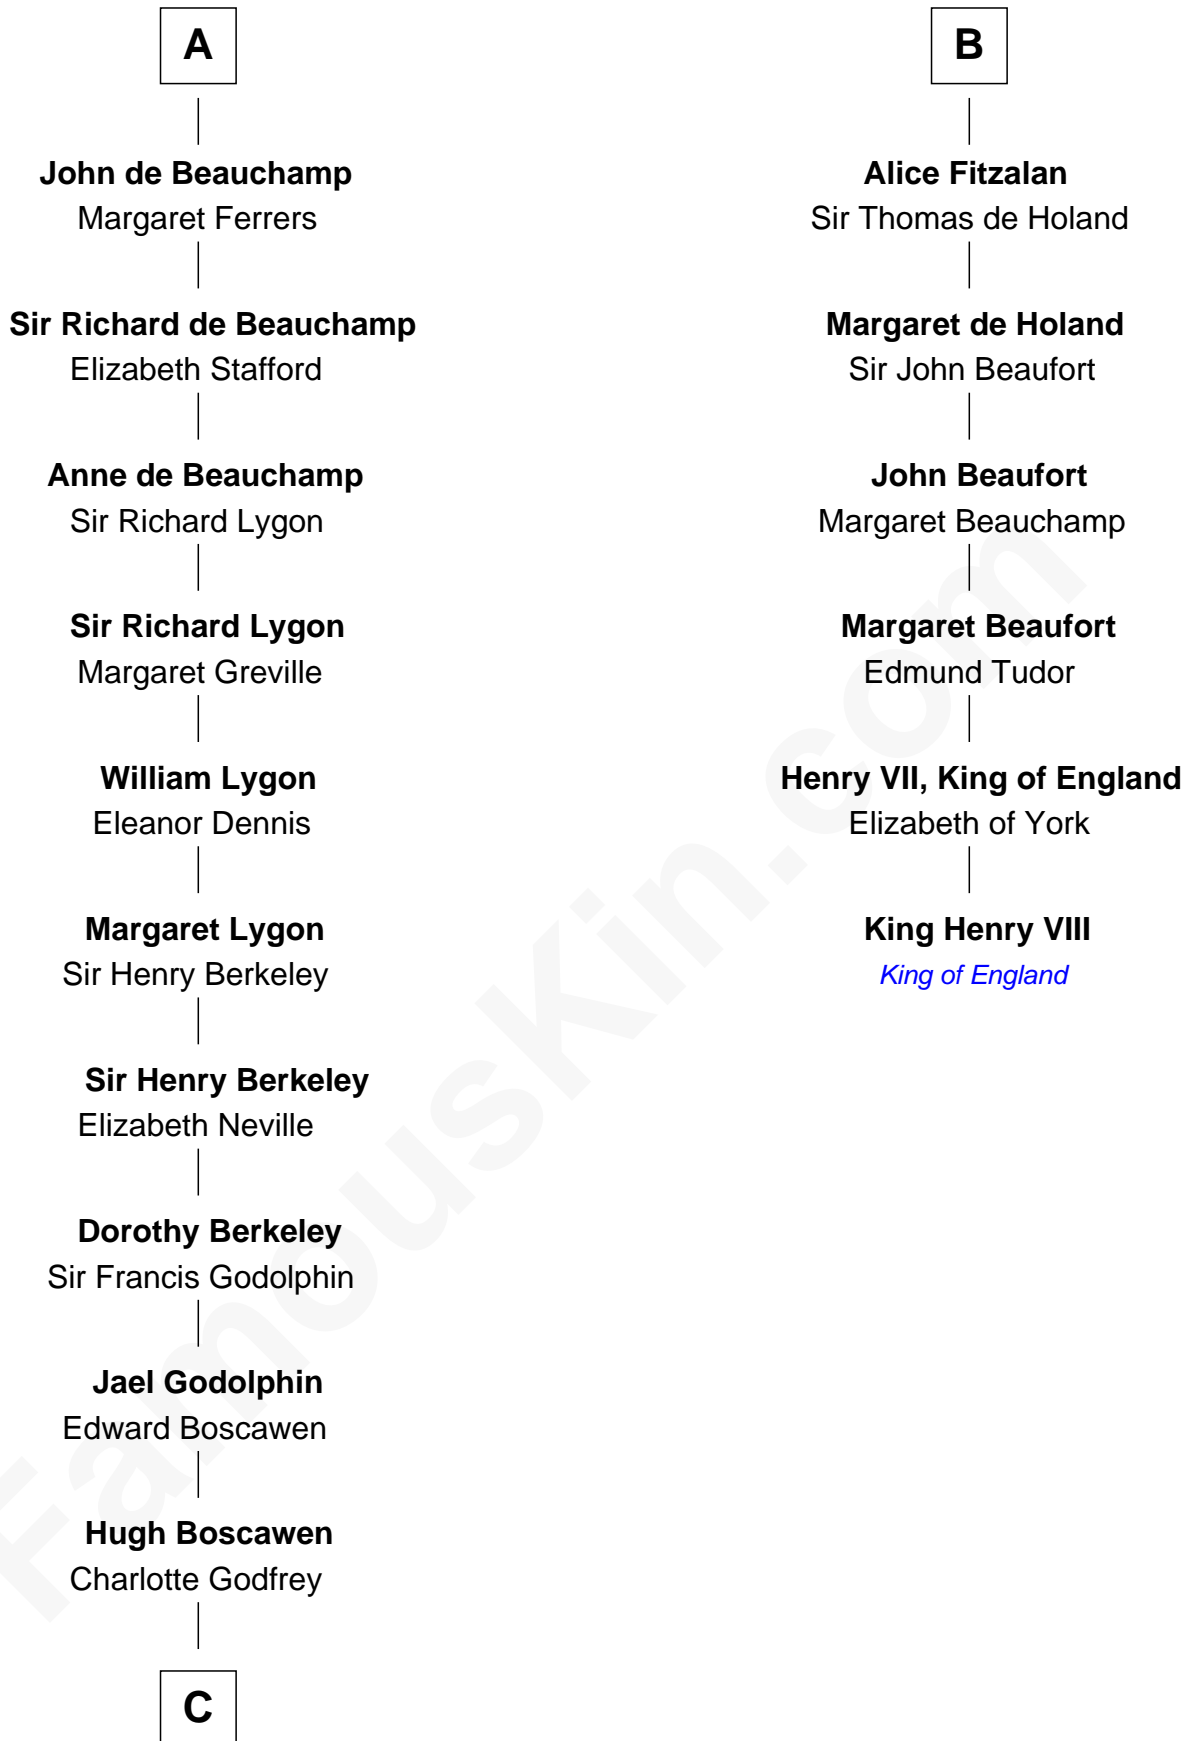 A
John de Beauchamp
Margaret Ferrers
Sir Richard de Beauchamp
Elizabeth Stafford
Anne de Beauchamp
Sir Richard Lygon
Sir Richard Lygon
Margaret Greville
William Lygon
Eleanor Dennis
Margaret Lygon
Sir Henry Berkeley
Sir Henry Berkeley
Elizabeth Neville
Dorothy Berkeley
Sir Francis Godolphin
Jael Godolphin
Edward Boscawen
Hugh Boscawen
Charlotte Godfrey
C
B
Alice Fitzalan
Sir Thomas de Holand
Margaret de Holand
Sir John Beaufort
John Beaufort
Margaret Beauchamp
Margaret Beaufort
Edmund Tudor
Henry VII, King of England
Elizabeth of York
King Henry VIII
King of England
FamousKin.com